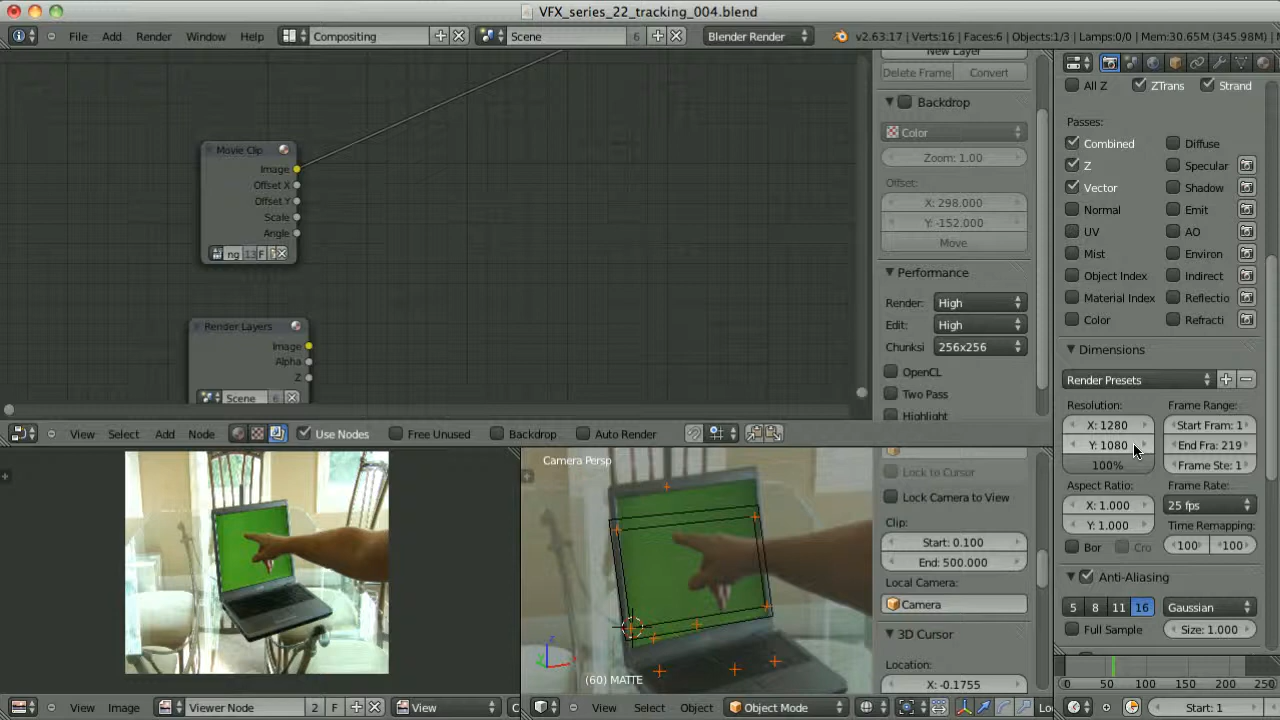 VFX_series_22_tracking_004.blend
File Add Render Window Help Compositing Scene 6 Blender Render v2.63.17 | Verts:16 | Faces:6 | Objects:1/3 | Lamps:0/0 | Mem:30.65M (345.98M) |
New Layer
Delete Frame Convert
Backdrop
Color
Zoom: 1.00
Offset:
X: 298.000
Y: -152.000
Move
Performance
Render: High
Edit: High
Chunksi 256x256
OpenCL
Two Pass
Highlight
Movie Clip
Image
Offset X
Offset Y
Scale
Angle
ng 13 F
Render Layers
Image
Alpha
Z
Scene 6
View Select Add Node Use Nodes Free Unused Backdrop Auto Render
All Z ZTrans Strand
Passes:
Combined Diffuse
Z Specular
Vector Shadow
Normal Emit
UV AO
Mist Environ
Object Index Indirect
Material Index Reflectio
Color Refracti
Dimensions
Render Presets
Resolution: Frame Range:
X: 1280 Start Fram: 1
Y: 1080 End Fra: 219
100% Frame Ste: 1
Aspect Ratio: Frame Rate:
X: 1.000 25 fps
Y: 1.000 Time Remapping:
Bor Cro 100 100
Anti-Aliasing
5 8 11 16 Gaussian
Full Sample Size: 1.000
0 50 100 150 200 250
Start: 1
Camera Persp
(60) MATTE
Lock to Cursor
Lock Camera to View
Clip:
Start: 0.100
End: 500.000
Local Camera:
Camera
3D Cursor
Location:
X: -0.1755
View Image Viewer Node 2 F View
View Select Object Object Mode Lo